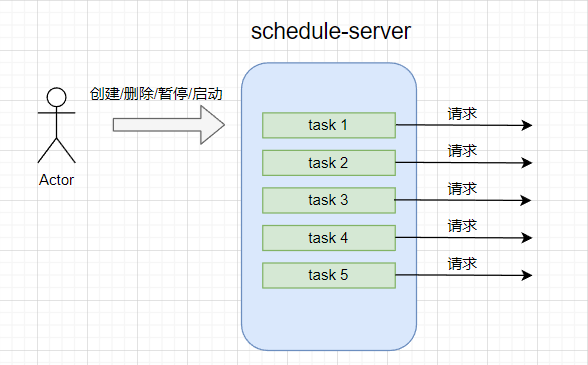 schedule-server
创建/删除/暂停/启动
Actor
task 1
请求
task 2
请求
task 3
请求
task 4
请求
task 5
请求